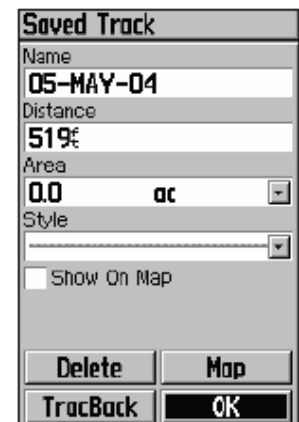 Saved Track
Name
05-MAY-04
Distance
519ft
Area
0.0 ac
Style
Show On Map
Delete Map
TracBack OK